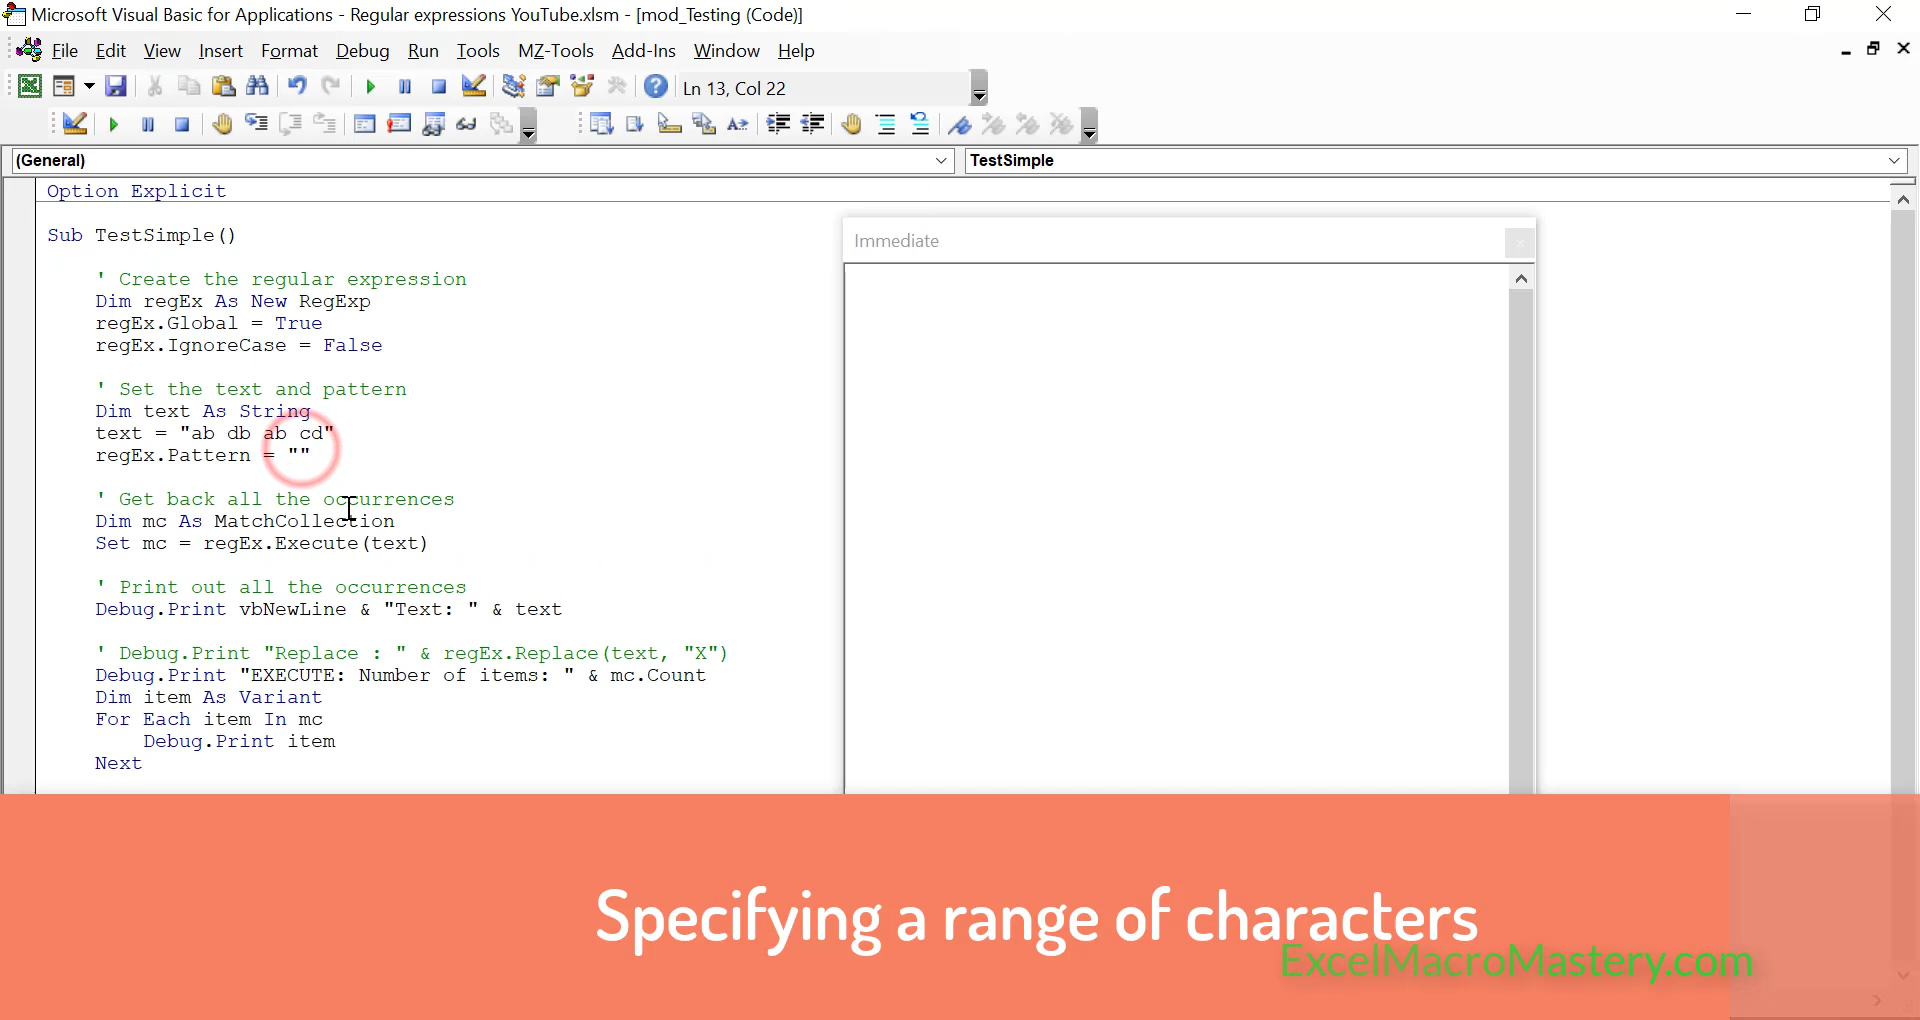 Microsoft Visual Basic for Applications - Regular expressions YouTube.xlsm - [mod_Testing (Code)]
File Edit View Insert Format Debug Run Tools MZ-Tools Add-Ins Window Help
Ln 13, Col 22
(General) TestSimple
Option Explicit
Sub TestSimple()
' Create the regular expression
Dim regEx As New RegExp
regEx.Global = True
regEx.IgnoreCase = False
' Set the text and pattern
Dim text As String
text = "ab db ab cd"
regEx.Pattern = ""
' Get back all the occurrences
Dim mc As MatchCollection
Set mc = regEx.Execute(text)
' Print out all the occurrences
Debug.Print vbNewLine & "Text: " & text
' Debug.Print "Replace : " & regEx.Replace(text, "X")
Debug.Print "EXECUTE: Number of items: " & mc.Count
Dim item As Variant
For Each item In mc
Debug.Print item
Next
Immediate
Specifying a range of characters
ExcelMacroMastery.com